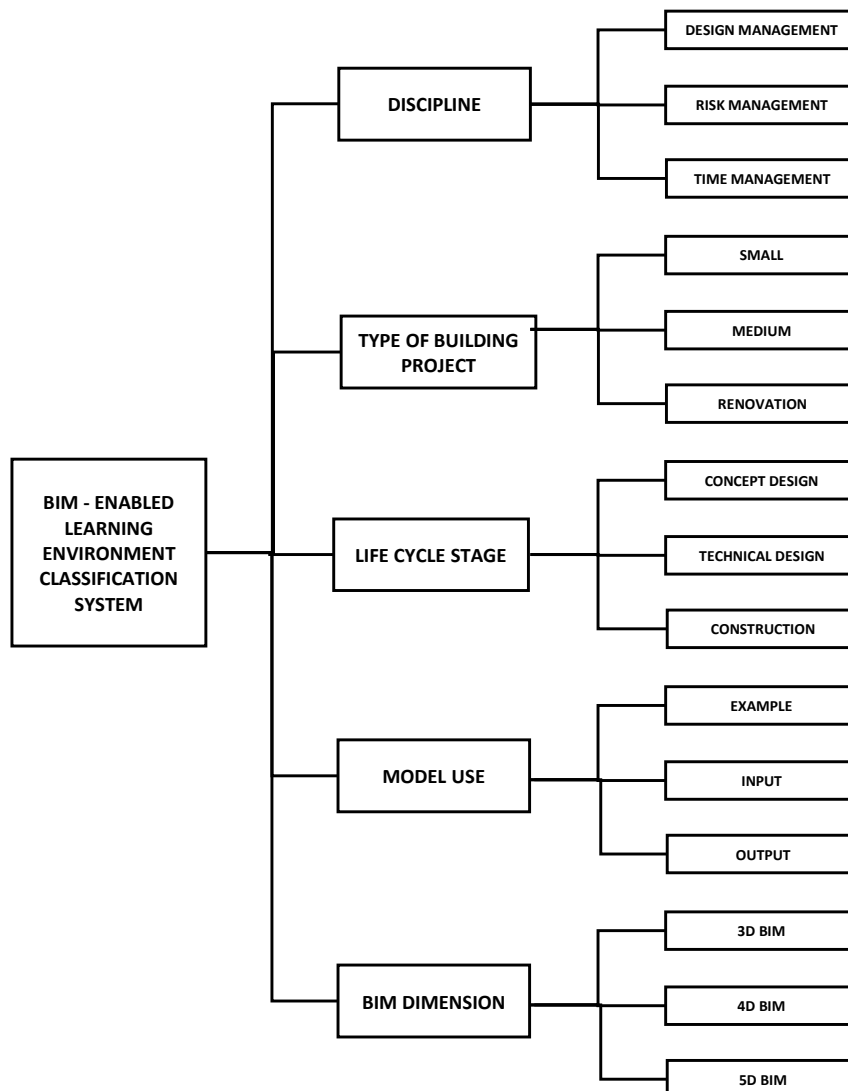 BIM - ENABLED
LEARNING
ENVIRONMENT
CLASSIFICATION
SYSTEM
DISCIPLINE
DESIGN MANAGEMENT
RISK MANAGEMENT
TIME MANAGEMENT
TYPE OF BUILDING
PROJECT
SMALL
MEDIUM
RENOVATION
LIFE CYCLE STAGE
CONCEPT DESIGN
TECHNICAL DESIGN
CONSTRUCTION
MODEL USE
EXAMPLE
INPUT
OUTPUT
BIM DIMENSION
3D BIM
4D BIM
5D BIM